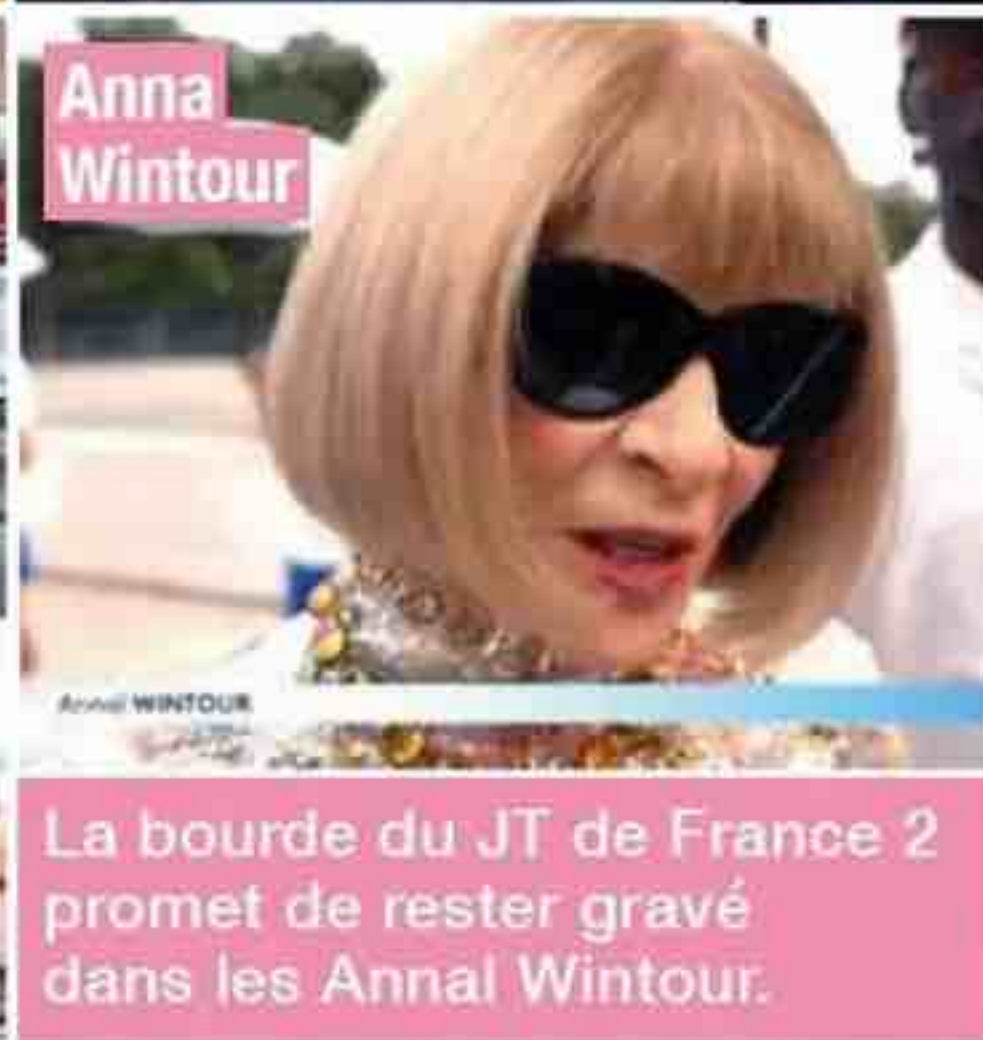 Anna
Wintour
Annal WINTOUR
La bourde du JT de France 2
promet de rester gravé
dans les Annal Wintour.